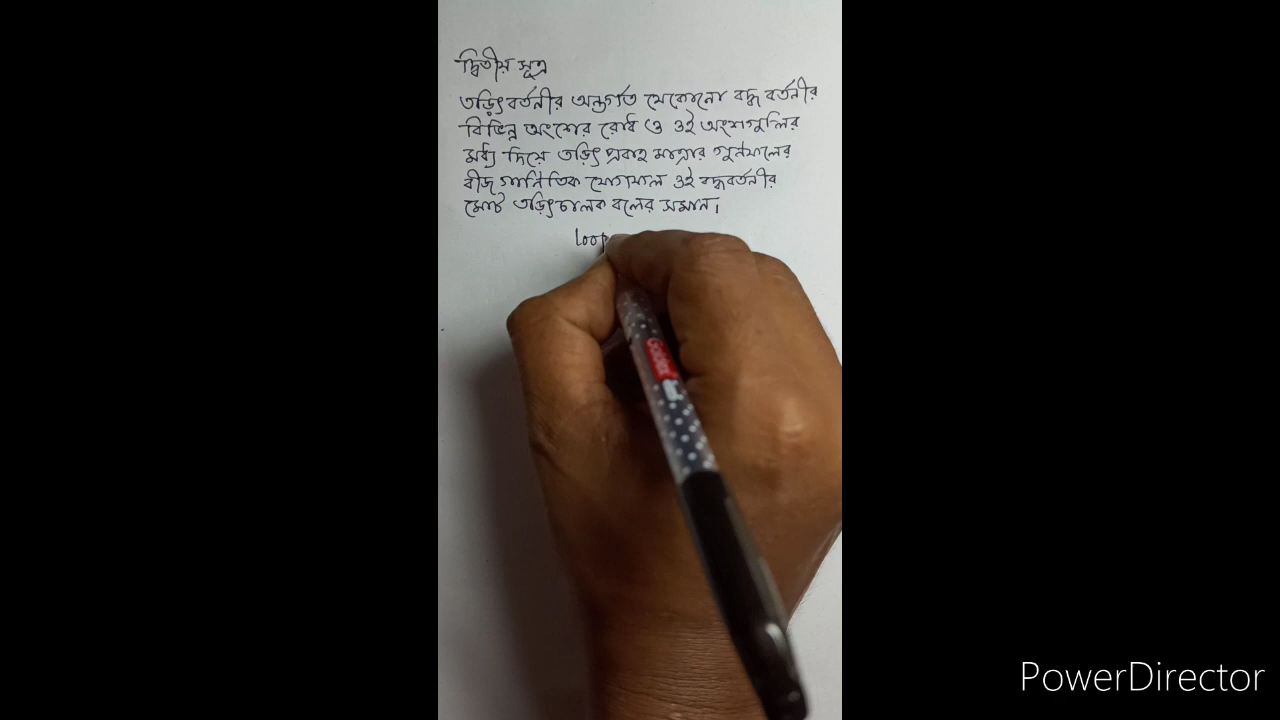 দ্বিতীয় সূত্র
তড়িৎবর্তনীর অন্তর্গত যেকোনো বদ্ধ বর্তনীর
বিভিন্ন অংশের রোধ ও ওই অংশগুলির
মধ্য দিয়ে তড়িৎ প্রবাহ মাত্রার গুনফলের
বীজ গানিতিক যোগফল ওই বদ্ধবর্তনীর
মোট তড়িৎচালক বলের সমান।
Loop
PowerDirector